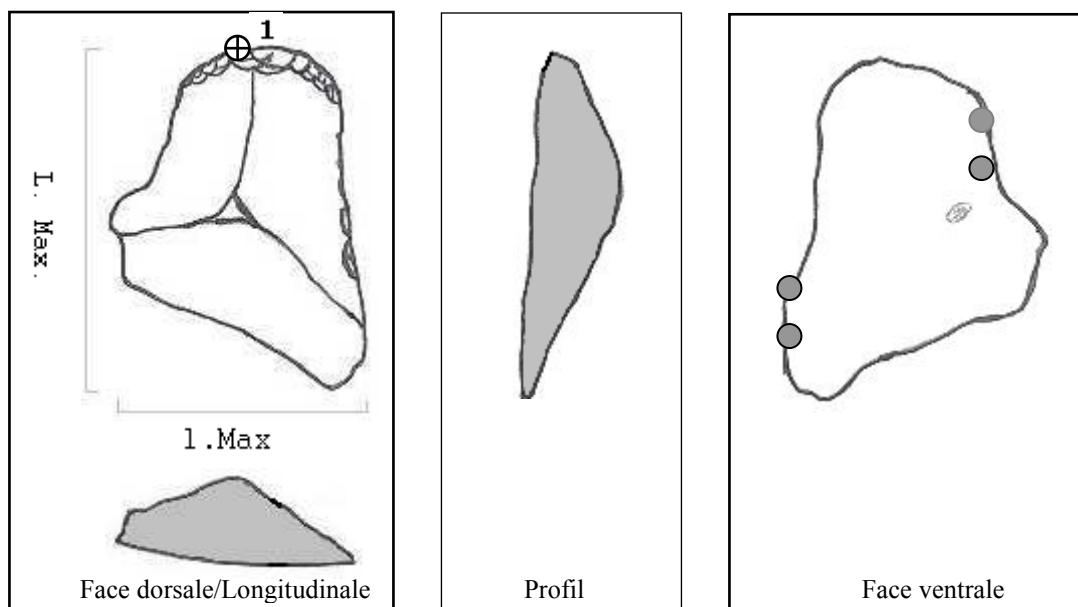 1
L. Max.
l.Max
Face dorsale/Longitudinale
Profil
Face ventrale